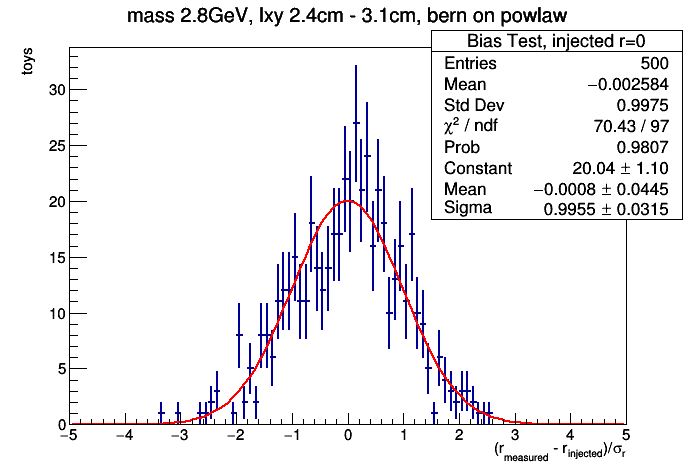 mass 2.8GeV, lxy 2.4cm - 3.1cm, bern on powlaw
Bias Test, injected r=0
Entries 500
Mean −0.002584
Std Dev 0.9975
χ² / ndf 70.43 / 97
Prob 0.9807
Constant 20.04 ± 1.10
Mean −0.0008 ± 0.0445
Sigma 0.9955 ± 0.0315
toys
30
25
20
15
10
5
0
−5 −4 −3 −2 −1 0 1 2 3 4 5
(r_measured - r_injected)/σ_r